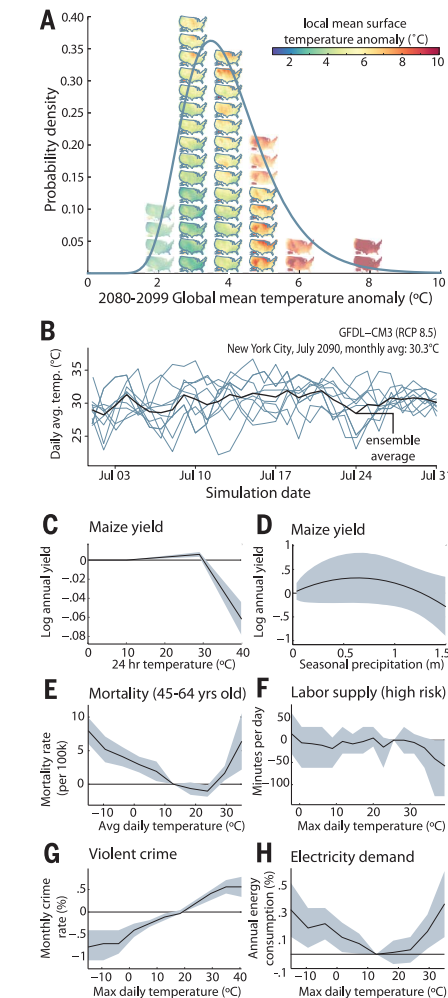 A
local mean surface
temperature anomaly (˚C)
2 4 6 8 10
Probability density
0.40
0.35
0.30
0.25
0.20
0.15
0.10
0.05
0 2 4 6 8 10
2080-2099 Global mean temperature anomaly (ºC)
B
GFDL−CM3 (RCP 8.5)
New York City, July 2090, monthly avg: 30.3°C
Daily avg. temp. (°C)
35
30
25
ensemble
average
Jul 03 Jul 10 Jul 17 Jul 24 Jul 31
Simulation date
C Maize yield
Log annual yield
0
−.02
−.04
−.06
−.08
0 10 20 30 40
24 hr temperature (ºC)
D Maize yield
Log annual yield
1
.5
0
−.5
−1
0 0.5 1.0 1.5
Seasonal precipitation (m)
E Mortality (45-64 yrs old)
Mortality rate
(per 100k)
10
5
0
−10 0 10 20 30
Avg daily temperature (ºC)
F Labor supply (high risk)
Minutes per day
50
0
−50
−100
0 10 20 30 40
Max daily temperature (ºC)
G Violent crime
Monthly crime
rate (%)
.5
0
-.5
-1
−10 0 10 20 30 40
Max daily temperature (ºC)
H Electricity demand
Annual energy
consumption (%)
.5
.3
.1
-.1
−10 0 10 20 30
Max daily temperature (ºC)